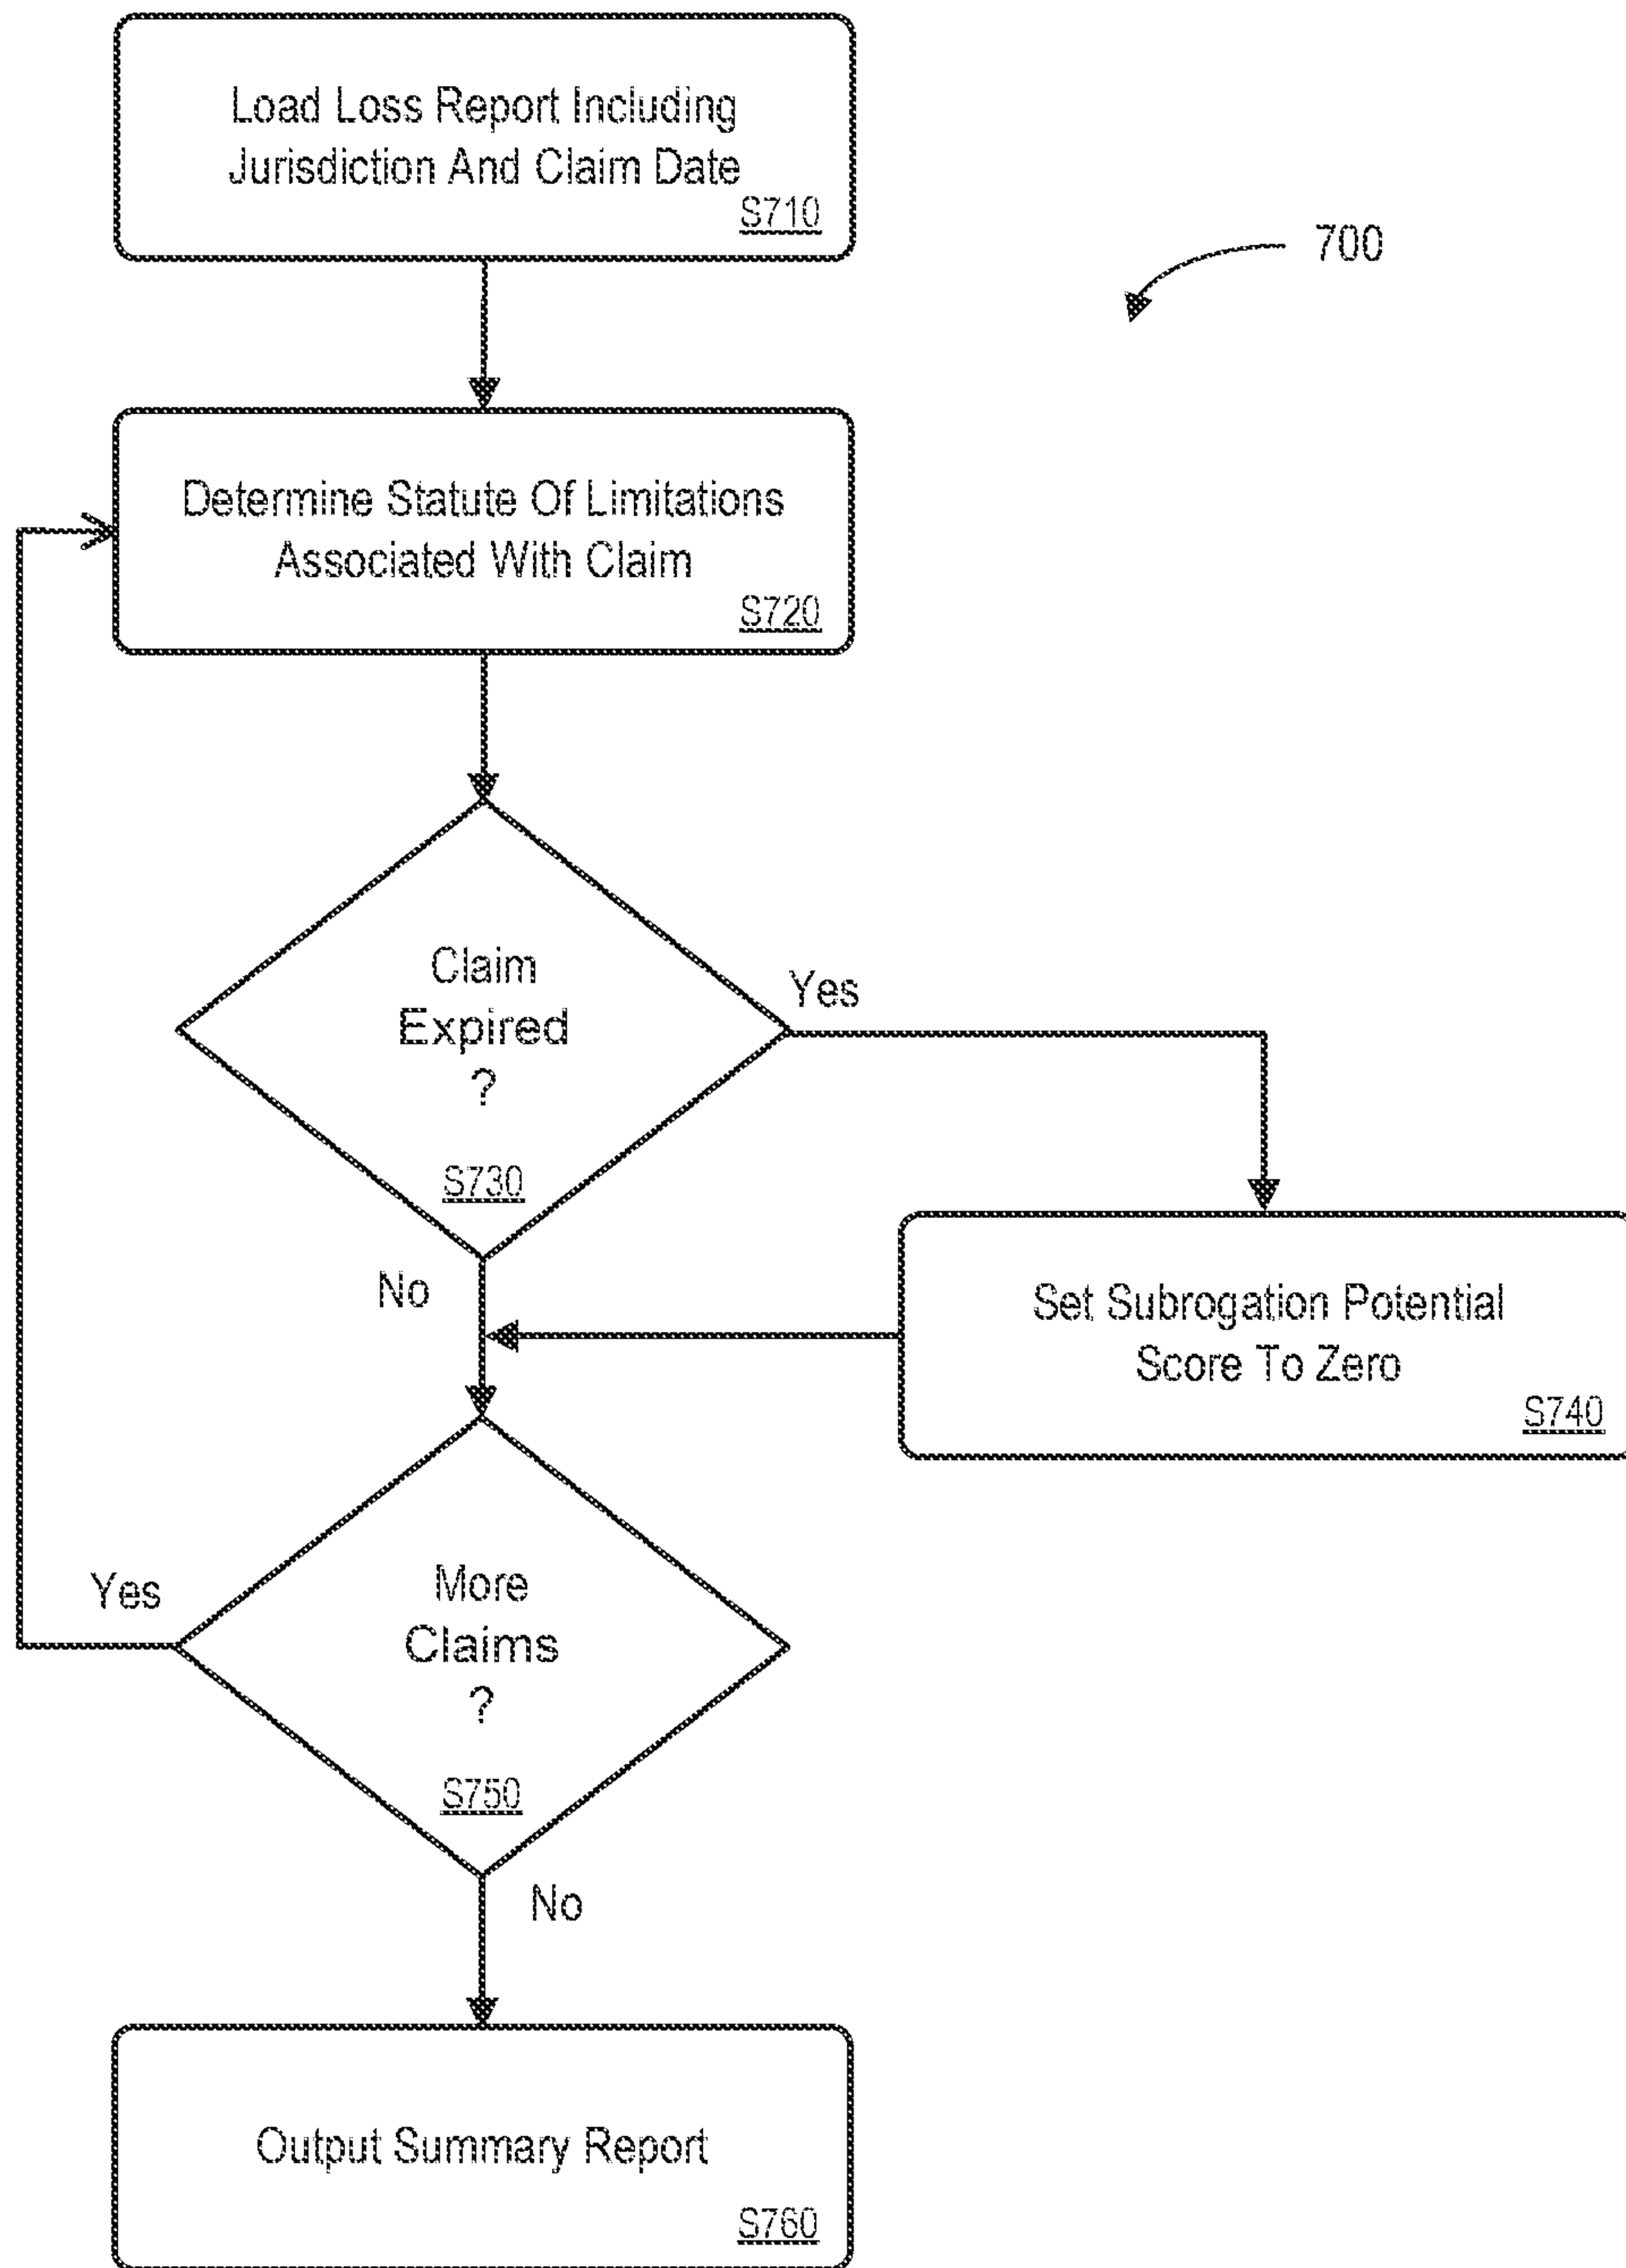 Load Loss Report Including
Jurisdiction And Claim Date
S710
700
Determine Statute Of Limitations
Associated With Claim
S720
Claim
Expired
?
S730
Yes
No
Set Subrogation Potential
Score To Zero
S740
More
Claims
?
S750
Yes
No
Output Summary Report
S760